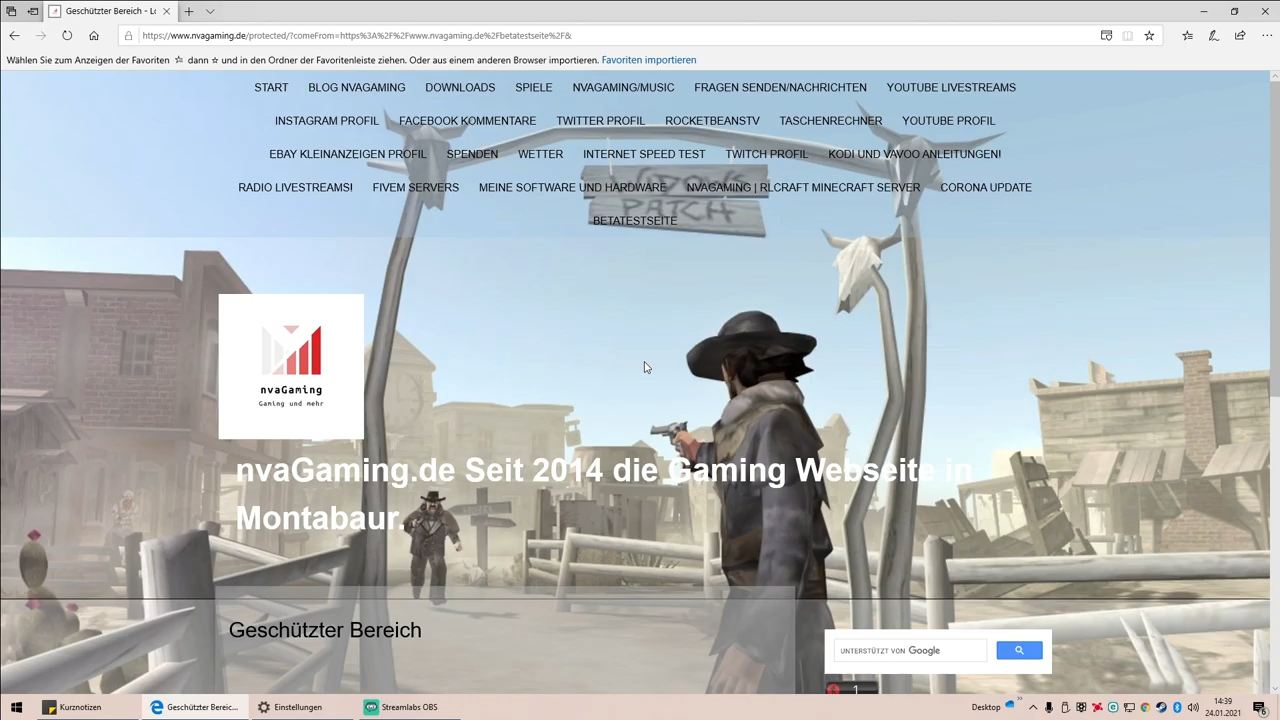 Geschützter Bereich - Lo
https://www.nvagaming.de/protected/?comeFrom=https%3A%2F%2Fwww.nvagaming.de%2Fbetatestseite%2F&
Wählen Sie zum Anzeigen der Favoriten ☆ dann ☆ und in den Ordner der Favoritenleiste ziehen. Oder aus einem anderen Browser importieren. Favoriten importieren
START BLOG NVAGAMING DOWNLOADS SPIELE NVAGAMING/MUSIC FRAGEN SENDEN/NACHRICHTEN YOUTUBE LIVESTREAMS
INSTAGRAM PROFIL FACEBOOK KOMMENTARE TWITTER PROFIL ROCKETBEANSTV TASCHENRECHNER YOUTUBE PROFIL
EBAY KLEINANZEIGEN PROFIL SPENDEN WETTER INTERNET SPEED TEST TWITCH PROFIL KODI UND VAVOO ANLEITUNGEN!
RADIO LIVESTREAMS! FIVEM SERVERS MEINE SOFTWARE UND HARDWARE NVAGAMING | RLCRAFT MINECRAFT SERVER CORONA UPDATE
PATCH
BETATESTSEITE
nvaGaming
Gaming und mehr
nvaGaming.de Seit 2014 die Gaming Webseite in
Montabaur.
Geschützter Bereich
UNTERSTÜTZT VON Google
1
Kurznotizen Geschützter Bereic... Einstellungen Streamlabs OBS Desktop 14:39
24.01.2021
6